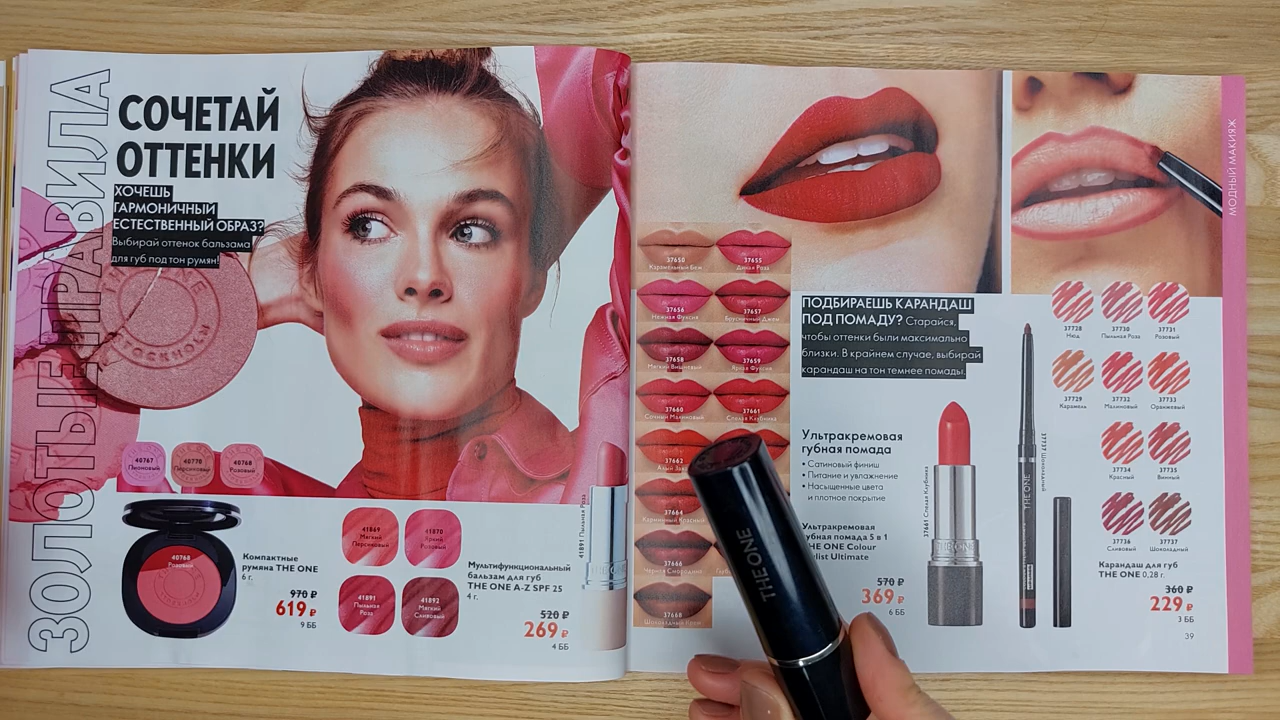 ЗОЛОТЫЕ ПРАВИЛА
СОЧЕТАЙ
ОТТЕНКИ
ХОЧЕШЬ
ГАРМОНИЧНЫЙ
ЕСТЕСТВЕННЫЙ ОБРАЗ?
Выбирай оттенок бальзама
для губ под тон румян!
40767
Пионовый
40770
Персиковый
40768
Розовый
40768
Розовый
Компактные
румяна THE ONE
6 г.
970 ₽
619 ₽
9 ББ
41869
Мягкий
Персиковый
41870
Яркий
Розовый
41891
Пыльная
Роза
41892
Мягкий
Сливовый
41891 Пыльная Роза
Мультифункциональный
бальзам для губ
THE ONE A-Z SPF 25
4 г.
520 ₽
269 ₽
4 ББ
МОДНЫЙ МАКИЯЖ
37650
Карамельный Беж
37655
Дикая Роза
37656
Нежная Фуксия
37657
Брусничный Джем
37658
Мягкий Вишневый
37659
Яркая Фуксия
37660
Сочный Малиновый
37661
Спелая Клубника
37662
37664
37666
Черная Смородина
37668
Шоколадный Крем
THE ONE
ПОДБИРАЕШЬ КАРАНДАШ
ПОД ПОМАДУ? Старайся,
чтобы оттенки были максимально
близки. В крайнем случае, выбирай
карандаш на тон темнее помады.
Ультракремовая
губная помада
• Сатиновый финиш
• Питание и увлажнение
• Насыщенные цвета
и плотное покрытие
Ультракремовая
губная помада 5 в 1
THE ONE Colour
Stylist Ultimate
570 ₽
369 ₽
6 ББ
37661 Спелая Клубника
THE ONE
37737 Шоколадный
37728
Нюд
37730
Пыльная Роза
37731
Розовый
37729
Карамель
37732
Малиновый
37733
Оранжевый
37734
Красный
37735
Винный
37736
Сливовый
37737
Шоколадный
Карандаш для губ
THE ONE 0,28 г.
360 ₽
229 ₽
3 ББ
39